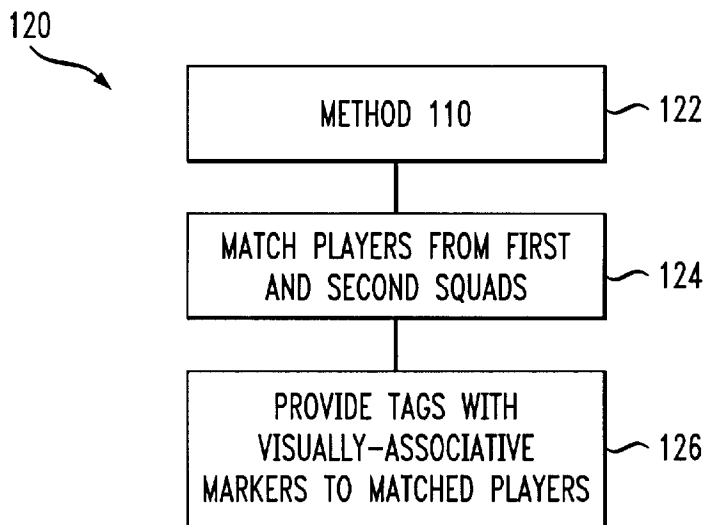 120
METHOD 110
122
MATCH PLAYERS FROM FIRST
AND SECOND SQUADS
124
PROVIDE TAGS WITH
VISUALLY-ASSOCIATIVE
MARKERS TO MATCHED PLAYERS
126